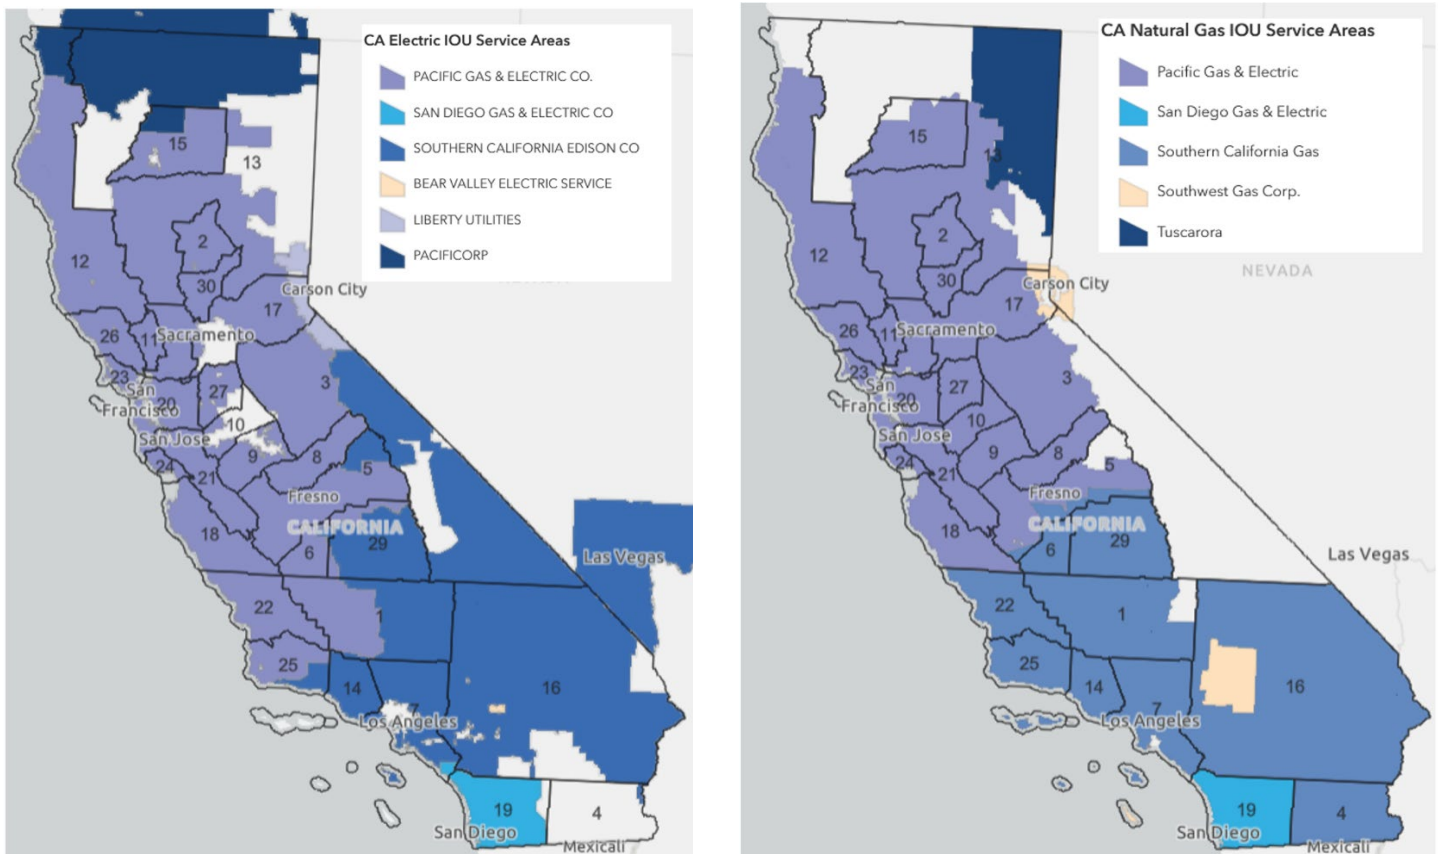 CA Electric IOU Service Areas
PACIFIC GAS & ELECTRIC CO.
SAN DIEGO GAS & ELECTRIC CO
SOUTHERN CALIFORNIA EDISON CO
BEAR VALLEY ELECTRIC SERVICE
LIBERTY UTILITIES
PACIFICORP
15
13
12
2
30
Carson City
17
26
11
Sacramento
23
3
San
Francisco
20
27
10
San Jose
9
8
24
21
5
Fresno
CALIFORNIA
18
6
29
Las Vegas
22
1
25
14
16
7
Los Angeles
19
4
San Diego
Mexicali
CA Natural Gas IOU Service Areas
Pacific Gas & Electric
San Diego Gas & Electric
Southern California Gas
Southwest Gas Corp.
Tuscarora
15
13
12
2
NEVADA
30
Carson City
17
26
11
Sacramento
23
3
San
Francisco
20
27
10
San Jose
9
8
24
21
5
Fresno
CALIFORNIA
18
6
29
Las Vegas
22
1
25
14
16
7
Los Angeles
19
4
San Diego
Mexicali